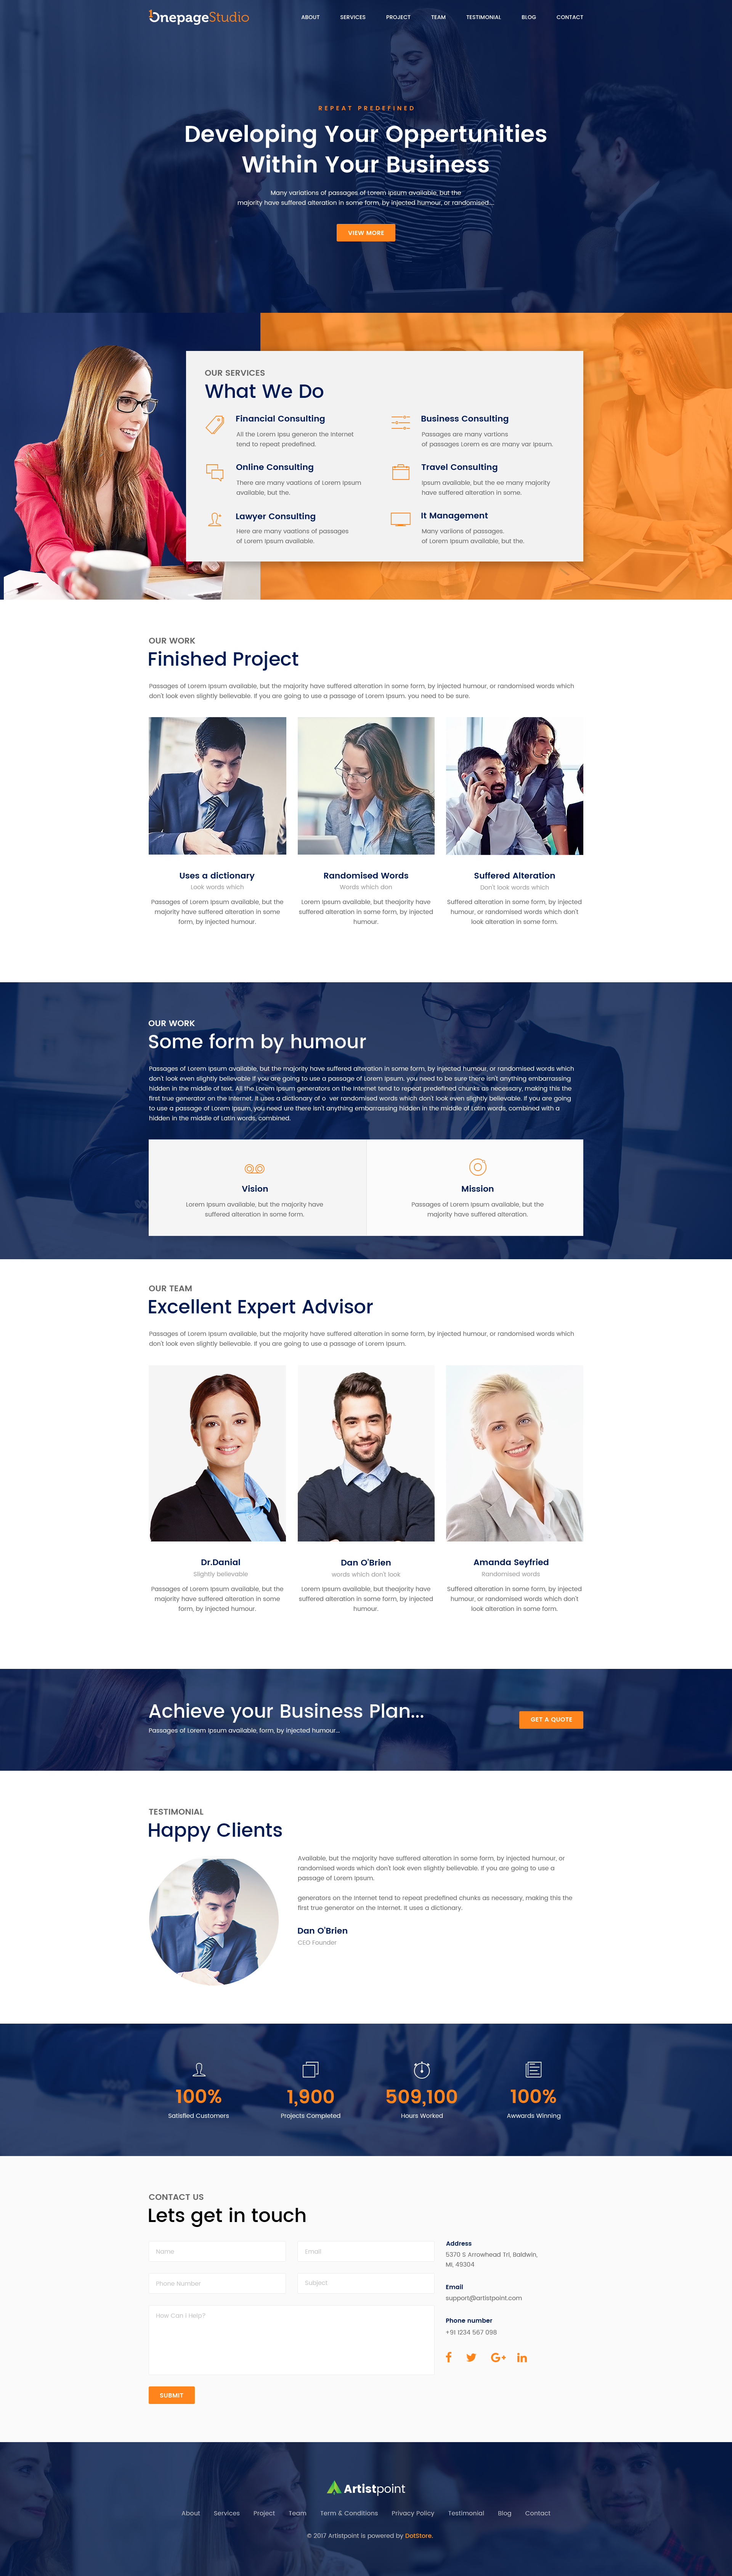 OnepageStudio
ABOUT SERVICES PROJECT TEAM TESTIMONIAL BLOG CONTACT
REPEAT PREDEFINED
Developing Your Oppertunities
Within Your Business
Many variations of passages of Lorem Ipsum available, but the
majority have suffered alteration in some form, by injected humour, or randomised....
VIEW MORE
OUR SERVICES
What We Do
Financial Consulting
All the Lorem Ipsu generon the Internet
tend to repeat predefined.
Business Consulting
Passages are many vartions
of passages Lorem es are many var Ipsum.
Online Consulting
There are many vaations of Lorem Ipsum
available, but the.
Travel Consulting
Ipsum available, but the ee many majority
have suffered alteration in some.
Lawyer Consulting
Here are many vaations of passages
of Lorem Ipsum available.
It Management
Many variions of passages.
of Lorem Ipsum available, but the.
OUR WORK
Finished Project
Passages of Lorem Ipsum available, but the majority have suffered alteration in some form, by injected humour, or randomised words which
don't look even slightly believable. If you are going to use a passage of Lorem Ipsum. you need to be sure.
Uses a dictionary
Look words which
Passages of Lorem Ipsum available, but the
majority have suffered alteration in some
form, by injected humour.
Randomised Words
Words which don
Lorem Ipsum available, but theajority have
suffered alteration in some form, by injected
humour.
Suffered Alteration
Don't look words which
Suffered alteration in some form, by injected
humour, or randomised words which don't
look alteration in some form.
OUR WORK
Some form by humour
Passages of Lorem Ipsum available, but the majority have suffered alteration in some form, by injected humour, or randomised words which
don't look even slightly believable If you are going to use a passage of Lorem Ipsum. you need to be sure there isn't anything embarrassing
hidden in the middle of text. All the Lorem Ipsum generators on the Internet tend to repeat predefined chunks as necessary, making this the
first true generator on the Internet. It uses a dictionary of o ver randomised words which don't look even slightly believable. If you are going
to use a passage of Lorem Ipsum, you need ure there isn't anything embarrassing hidden in the middle of Latin words, combined with a
hidden in the middle of Latin words, combined.
Vision
Lorem Ipsum available, but the majority have
suffered alteration in some form.
Mission
Passages of Lorem Ipsum available, but the
majority have suffered alteration.
OUR TEAM
Excellent Expert Advisor
Passages of Lorem Ipsum available, but the majority have suffered alteration in some form, by injected humour, or randomised words which
don't look even slightly believable. If you are going to use a passage of Lorem Ipsum.
Dr.Danial
Slightly believable
Passages of Lorem Ipsum available, but the
majority have suffered alteration in some
form, by injected humour.
Dan O'Brien
words which don't look
Lorem Ipsum available, but theajority have
suffered alteration in some form, by injected
humour.
Amanda Seyfried
Randomised words
Suffered alteration in some form, by injected
humour, or randomised words which don't
look alteration in some form.
Achieve your Business Plan...
Passages of Lorem Ipsum available, form, by injected humour...
GET A QUOTE
TESTIMONIAL
Happy Clients
Available, but the majority have suffered alteration in some form, by injected humour, or
randomised words which don't look even slightly believable. If you are going to use a
passage of Lorem Ipsum.
generators on the Internet tend to repeat predefined chunks as necessary, making this the
first true generator on the Internet. It uses a dictionary.
Dan O'Brien
CEO Founder
100%
Satisfied Customers
1,900
Projects Completed
509,100
Hours Worked
100%
Awwards Winning
CONTACT US
Lets get in touch
Name
Email
Phone Number
Subject
How Can I Help?
SUBMIT
Address
5370 S Arrowhead Trl, Baldwin,
MI, 49304
Email
support@artistpoint.com
Phone number
+91 1234 567 098
f G+ in
Artistpoint
About Services Project Team Term & Conditions Privacy Policy Testimonial Blog Contact
© 2017 Artistpoint is powered by DotStore.